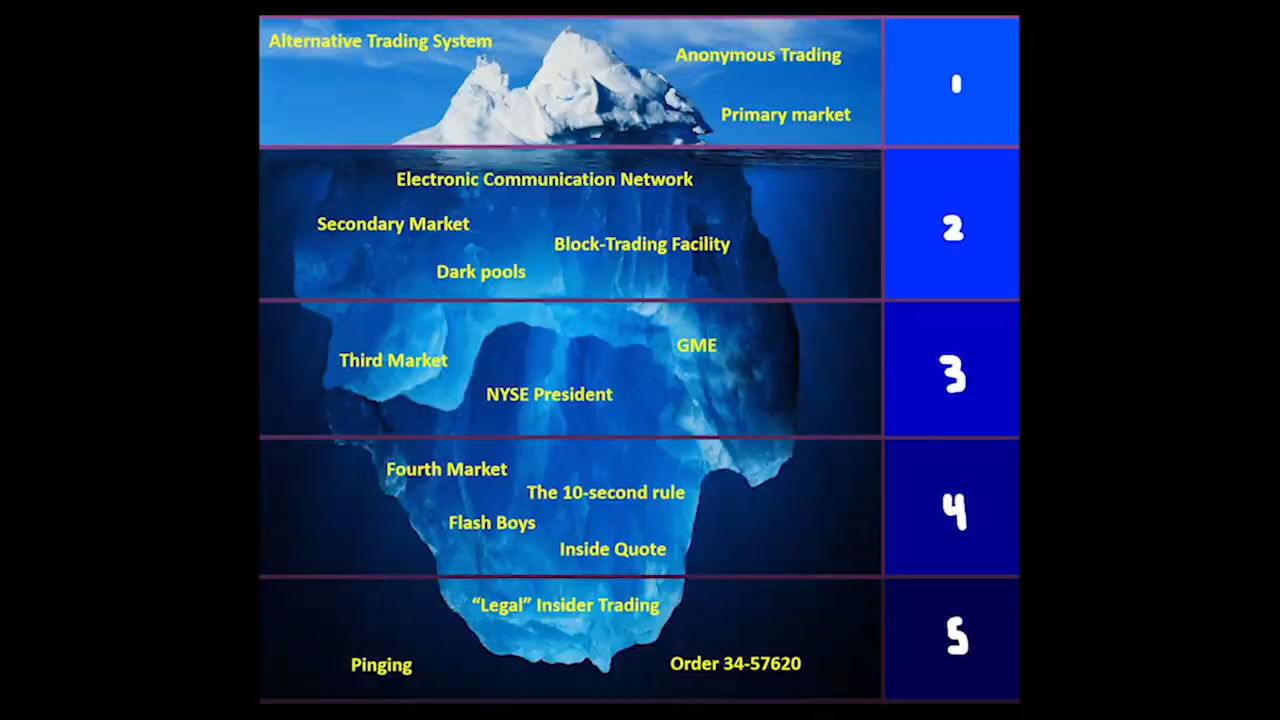 Alternative Trading System
Anonymous Trading
Primary market
1
Electronic Communication Network
Secondary Market
Block-Trading Facility
Dark pools
2
GME
Third Market
NYSE President
3
Fourth Market
The 10-second rule
Flash Boys
Inside Quote
4
“Legal” Insider Trading
Pinging
Order 34-57620
5